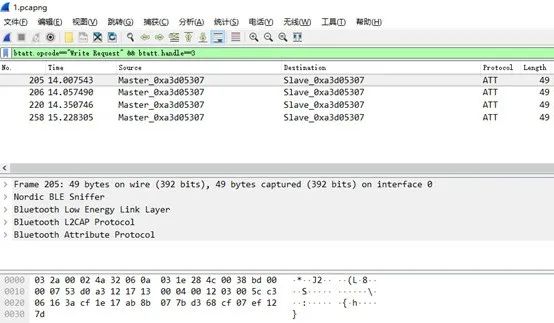 1.pcapng
文件(F) 编辑(E) 视图(V) 跳转(G) 捕获(C) 分析(A) 统计(S) 电话(Y) 无线(W) 工具(T) 帮助(H)
btatt.opcode=="Write Request" && btatt.handle==3
No. Time Source Destination Protocol Length
205 14.007543 Master_0xa3d05307 Slave_0xa3d05307 ATT 49
206 14.057490 Master_0xa3d05307 Slave_0xa3d05307 ATT 49
220 14.350746 Master_0xa3d05307 Slave_0xa3d05307 ATT 49
258 15.228305 Master_0xa3d05307 Slave_0xa3d05307 ATT 49
> Frame 205: 49 bytes on wire (392 bits), 49 bytes captured (392 bits) on interface 0
> Nordic BLE Sniffer
> Bluetooth Low Energy Link Layer
> Bluetooth L2CAP Protocol
> Bluetooth Attribute Protocol
0000 03 2a 00 02 4a 32 06 0a 03 1e 28 4c 00 38 bd 00 ·*··J2·· ··(L·8··
0010 00 07 53 d0 a3 12 17 13 00 04 00 12 03 00 5c c3 ··S····· ······\·
0020 06 16 3a cf 1e 17 ab 8b 07 7b d3 68 cf 07 ef 12 ··:····· ·{·h····
0030 7d }